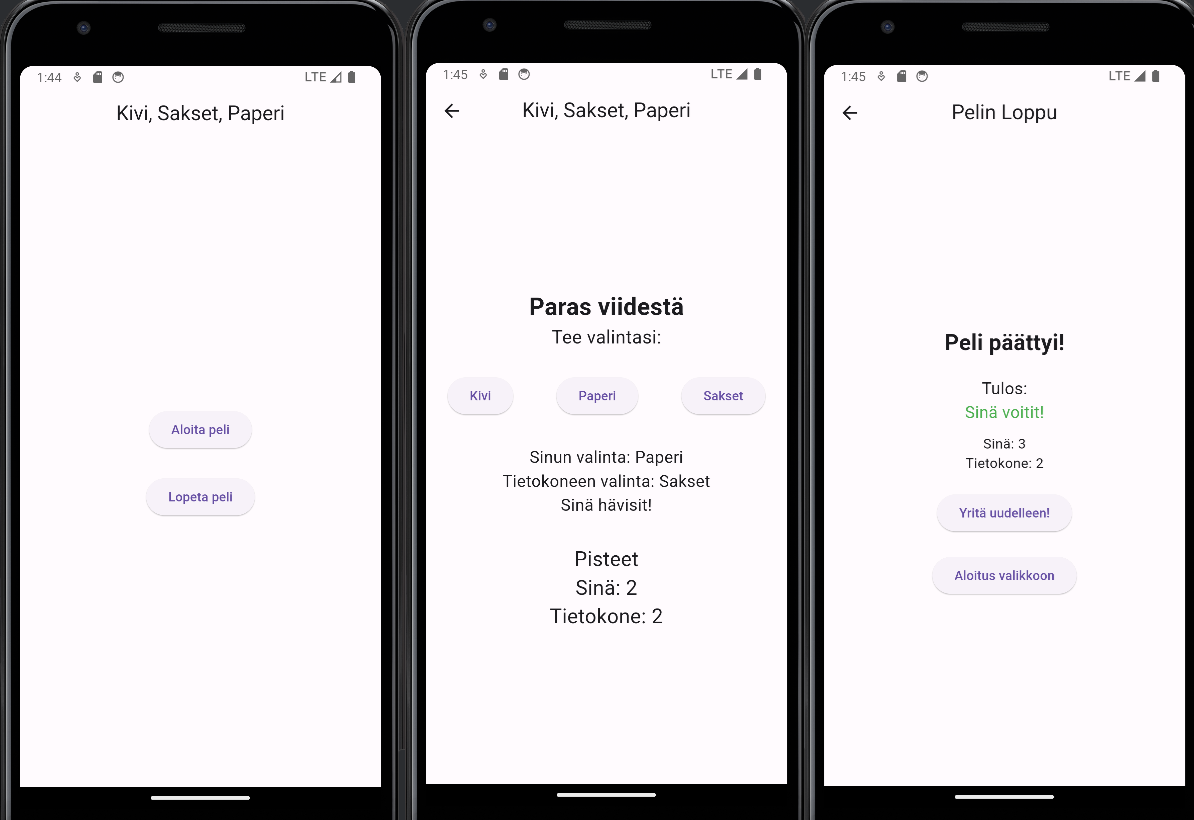 1:44
LTE
Kivi, Sakset, Paperi
Aloita peli
Lopeta peli
1:45
LTE
Kivi, Sakset, Paperi
Paras viidestä
Tee valintasi:
Kivi
Paperi
Sakset
Sinun valinta: Paperi
Tietokoneen valinta: Sakset
Sinä hävisit!
Pisteet
Sinä: 2
Tietokone: 2
1:45
LTE
Pelin Loppu
Peli päättyi!
Tulos:
Sinä voitit!
Sinä: 3
Tietokone: 2
Yritä uudelleen!
Aloitus valikkoon